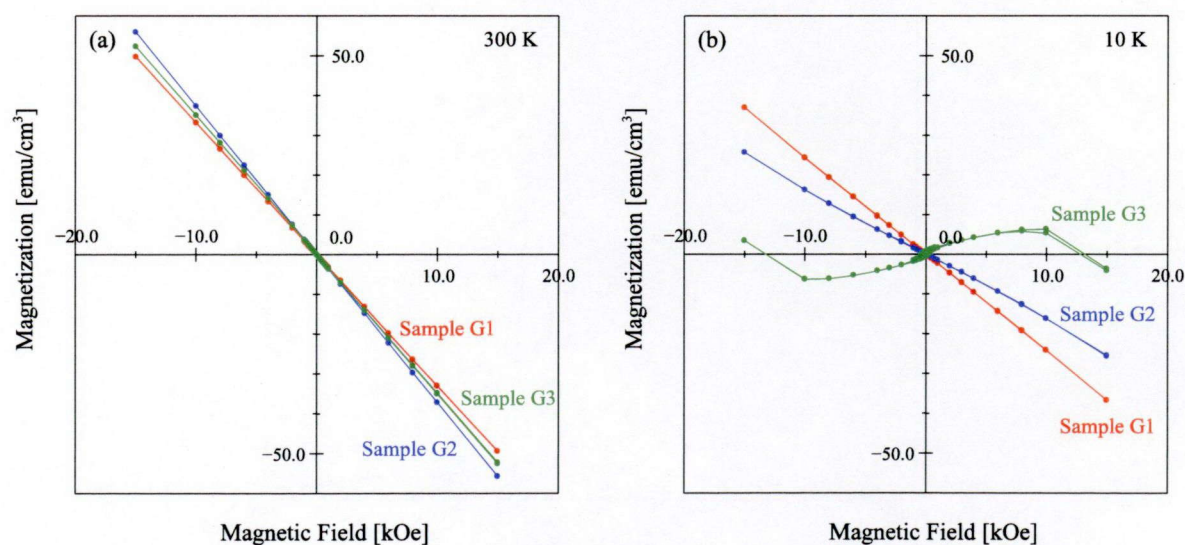 (a)
300 K
50.0
−20.0
−10.0
0.0
10.0
20.0
−50.0
Sample G1
Sample G3
Sample G2
Magnetization [emu/cm³]
Magnetic Field [kOe]
(b)
10 K
50.0
Sample G3
−20.0
−10.0
0.0
10.0
20.0
Sample G2
Sample G1
−50.0
Magnetization [emu/cm³]
Magnetic Field [kOe]